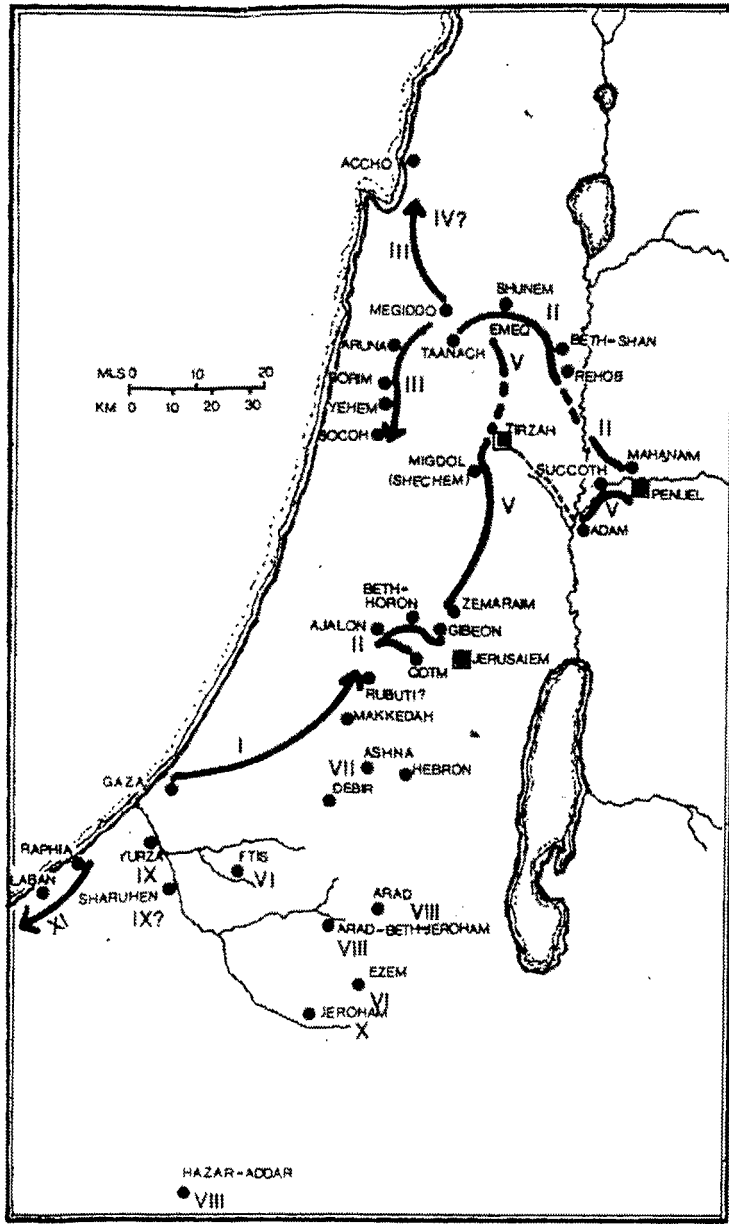 ACCHO
IV?
III
SHUNEM
II
MEGIDDO
EMEQ
ARUNA
TAANACH
BETH-SHAN
V
REHOB
MLS 0 10 20
KM 0 10 20 30
BORIM
III
YEHEM
SOCOH
TIRZAH
II
MIGDOL
(SHECHEM)
SUCCOTH
MAHANAIM
PENUEL
V
V
ADAM
BETH-
HORON
ZEMARAIM
AJALON
GIBEON
II
GDTM
JERUSALEM
RUBUTI?
MAKKEDAH
I
ASHNA
VII
HEBRON
GAZA
DEBIR
RAPHIA
YURZA
FTIS
IX
VI
LABAN
SHARUHEN
ARAD
IX?
VIII
XI
ARAD-BETH-JEROHAM
VIII
EZEM
VI
JEROHAM
X
HAZAR-ADDAR
VIII